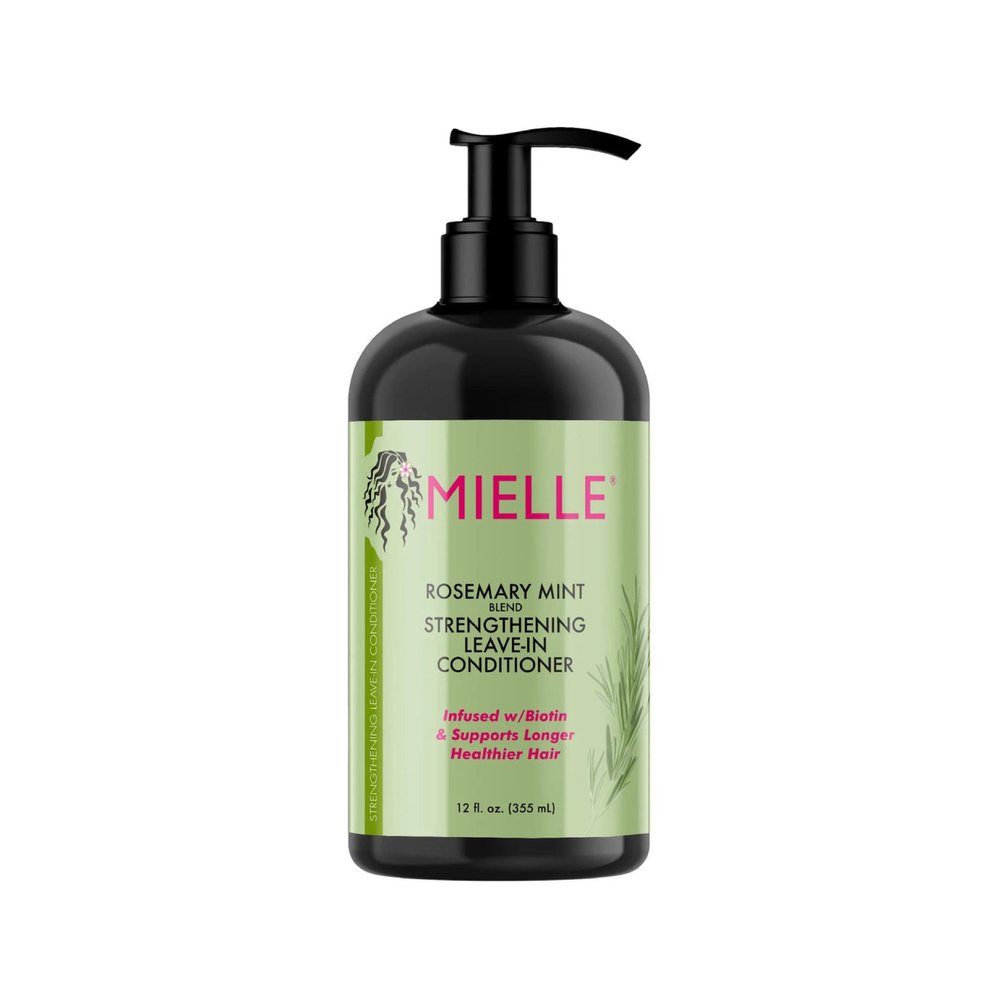 MIELLE®
ROSEMARY MINT
BLEND
STRENGTHENING
LEAVE-IN
CONDITIONER
Infused w/Biotin
& Supports Longer
Healthier Hair
12 fl. oz. (355 mL)
STRENGTHENING LEAVE-IN CONDITIONER